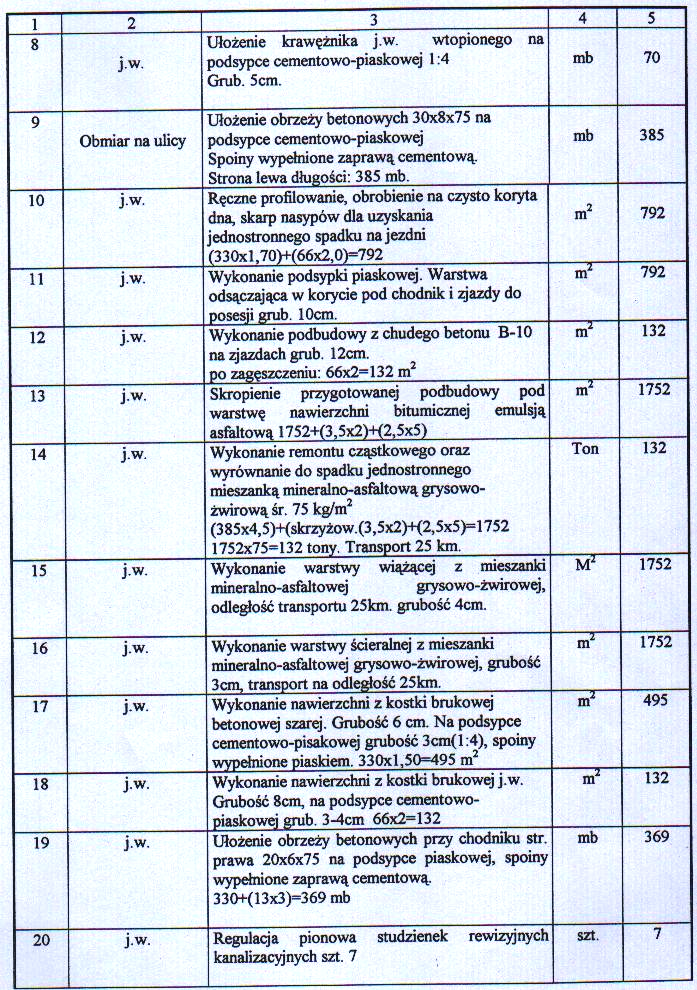 1 2 3 4 5
8 j.w. Ułożenie krawężnika j.w. wtopionego na
podsypce cementowo-piaskowej 1:4
Grub. 5cm. mb 70
9 Obmiar na ulicy Ułożenie obrzeży betonowych 30x8x75 na
podsypce cementowo-piaskowej
Spoiny wypełnione zaprawą cementową.
Strona lewa długości: 385 mb. mb 385
10 j.w. Ręczne profilowanie, obrobienie na czysto koryta
dna, skarp nasypów dla uzyskania
jednostronnego spadku na jezdni
(330x1,70)+(66x2,0)=792 m² 792
11 j.w. Wykonanie podsypki piaskowej. Warstwa
odsączająca w korycie pod chodnik i zjazdy do
posesji grub. 10cm. m² 792
12 j.w. Wykonanie podbudowy z chudego betonu B-10
na zjazdach grub. 12cm.
po zagęszczeniu: 66x2=132 m² m² 132
13 j.w. Skropienie przygotowanej podbudowy pod
warstwę nawierzchni bitumicznej emulsją
asfaltową 1752+(3,5x2)+(2,5x5) m² 1752
14 j.w. Wykonanie remontu cząstkowego oraz
wyrównanie do spadku jednostronnego
mieszanką mineralno-asfaltową grysowo-
żwirową śr. 75 kg/m²
(385x4,5)+(skrzyżow.(3,5x2)+(2,5x5)=1752
1752x75=132 tony. Transport 25 km. Ton 132
15 j.w. Wykonanie warstwy wiążącej z mieszanki
mineralno-asfaltowej grysowo-żwirowej,
odległość transportu 25km. grubość 4cm. M² 1752
16 j.w. Wykonanie warstwy ścieralnej z mieszanki
mineralno-asfaltowej grysowo-żwirowej, grubość
3cm, transport na odległość 25km. m² 1752
17 j.w. Wykonanie nawierzchni z kostki brukowej
betonowej szarej. Grubość 6 cm. Na podsypce
cementowo-pisakowej grubość 3cm(1:4), spoiny
wypełnione piaskiem. 330x1,50=495 m² m² 495
18 j.w. Wykonanie nawierzchni z kostki brukowej j.w.
Grubość 8cm, na podsypce cementowo-
piaskowej grub. 3-4cm 66x2=132 m² 132
19 j.w. Ułożenie obrzeży betonowych przy chodniku str.
prawa 20x6x75 na podsypce piaskowej, spoiny
wypełnione zaprawą cementową.
330+(13x3)=369 mb mb 369
20 j.w. Regulacja pionowa studzienek rewizyjnych
kanalizacyjnych szt. 7 szt. 7